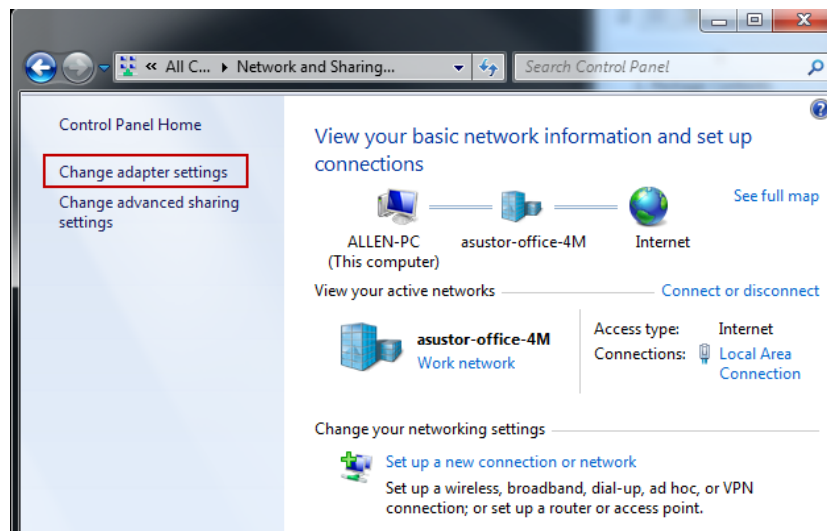 « All C... ▸ Network and Sharing...
Search Control Panel
Control Panel Home
Change adapter settings
Change advanced sharing
settings
View your basic network information and set up
connections
See full map
ALLEN-PC
(This computer)
asustor-office-4M
Internet
View your active networks
Connect or disconnect
asustor-office-4M
Work network
Access type: Internet
Connections: Local Area
Connection
Change your networking settings
Set up a new connection or network
Set up a wireless, broadband, dial-up, ad hoc, or VPN
connection; or set up a router or access point.